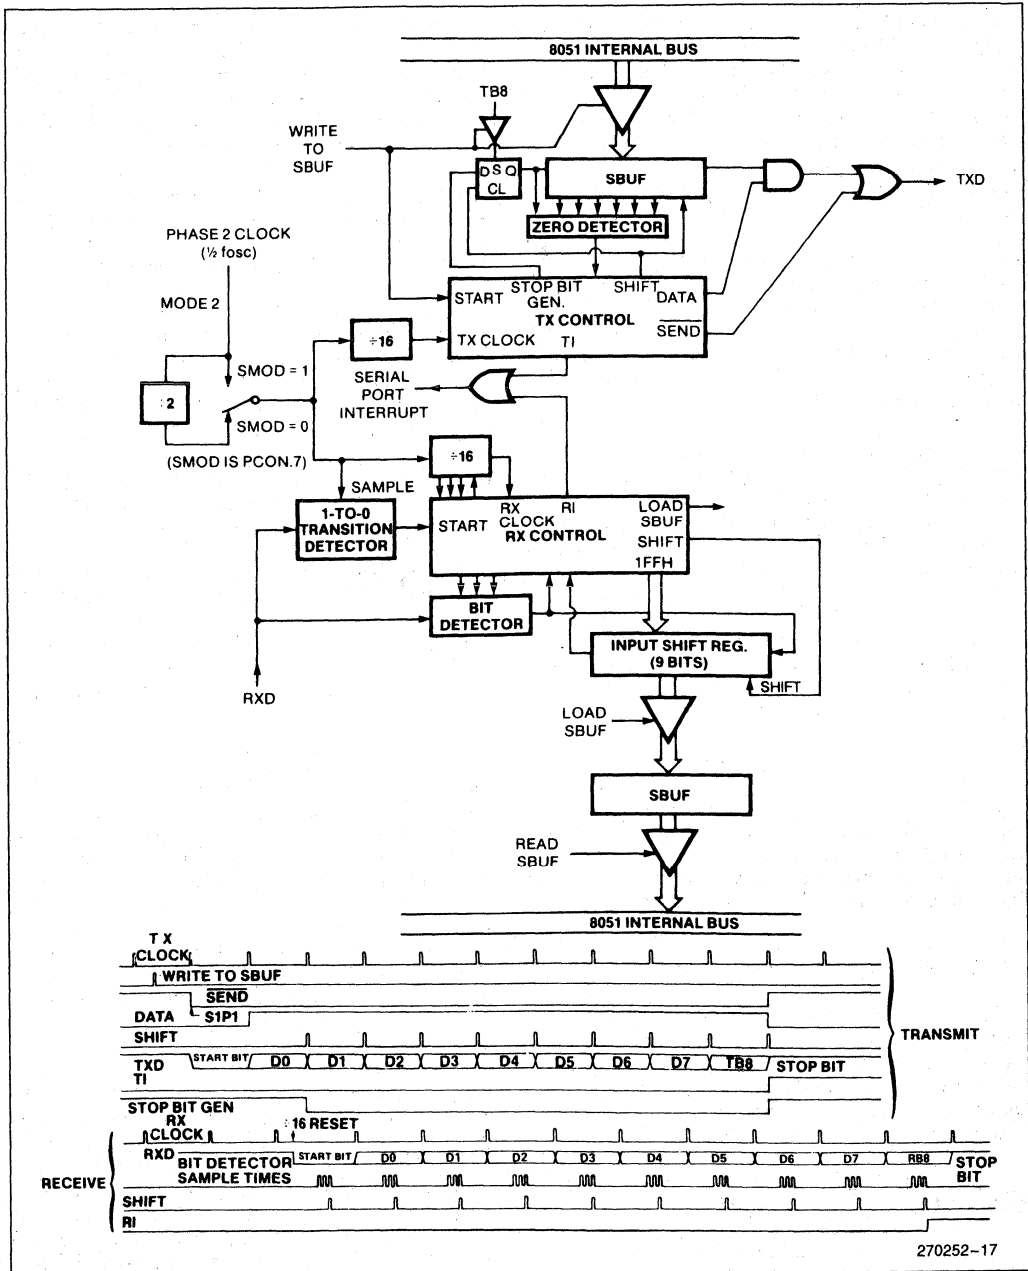 8051 INTERNAL BUS
TB8
WRITE
TO
SBUF
D S Q
CL
SBUF
TXD
ZERO DETECTOR
PHASE 2 CLOCK
(½ fosc)
MODE 2
START
STOP BIT
GEN.
SHIFT
DATA
TX CONTROL
SEND
TX CLOCK
TI
÷16
SMOD = 1
SERIAL
PORT
INTERRUPT
2
SMOD = 0
(SMOD IS PCON.7)
÷16
SAMPLE
1-TO-0
TRANSITION
DETECTOR
START
RX
CLOCK
RI
LOAD
SBUF
RX CONTROL
SHIFT
1FFH
BIT
DETECTOR
INPUT SHIFT REG.
(9 BITS)
RXD
SHIFT
LOAD
SBUF
SBUF
READ
SBUF
8051 INTERNAL BUS
T X
CLOCK
WRITE TO SBUF
SEND
DATA
S1P1
SHIFT
TRANSMIT
TXD
START BIT D0 D1 D2 D3 D4 D5 D6 D7 TB8 STOP BIT
TI
STOP BIT GEN
RX
CLOCK
16 RESET
RXD
START BIT D0 D1 D2 D3 D4 D5 D6 D7 RB8 STOP
BIT
BIT DETECTOR
SAMPLE TIMES
RECEIVE
SHIFT
RI
270252-17